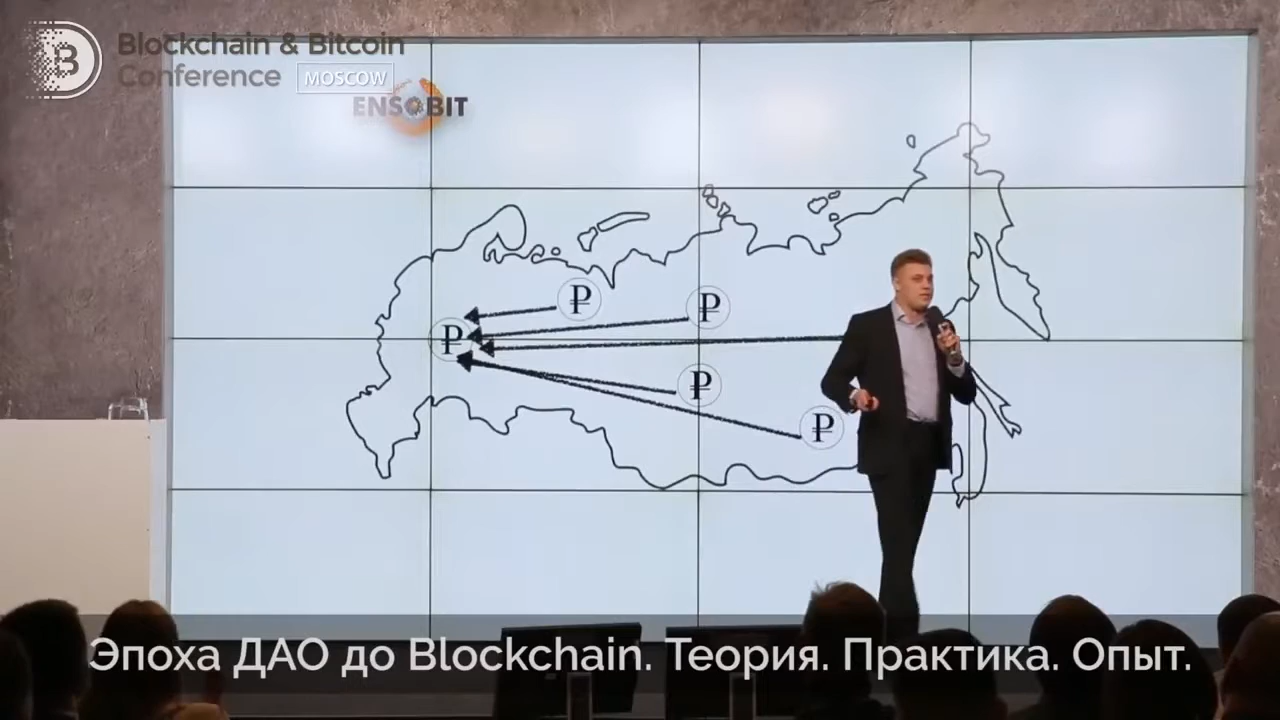 Blockchain & Bitcoin
Conference MOSCOW
ENSOBIT
₽
₽
₽
₽
₽
Эпоха ДАО до Blockchain. Теория. Практика. Опыт.